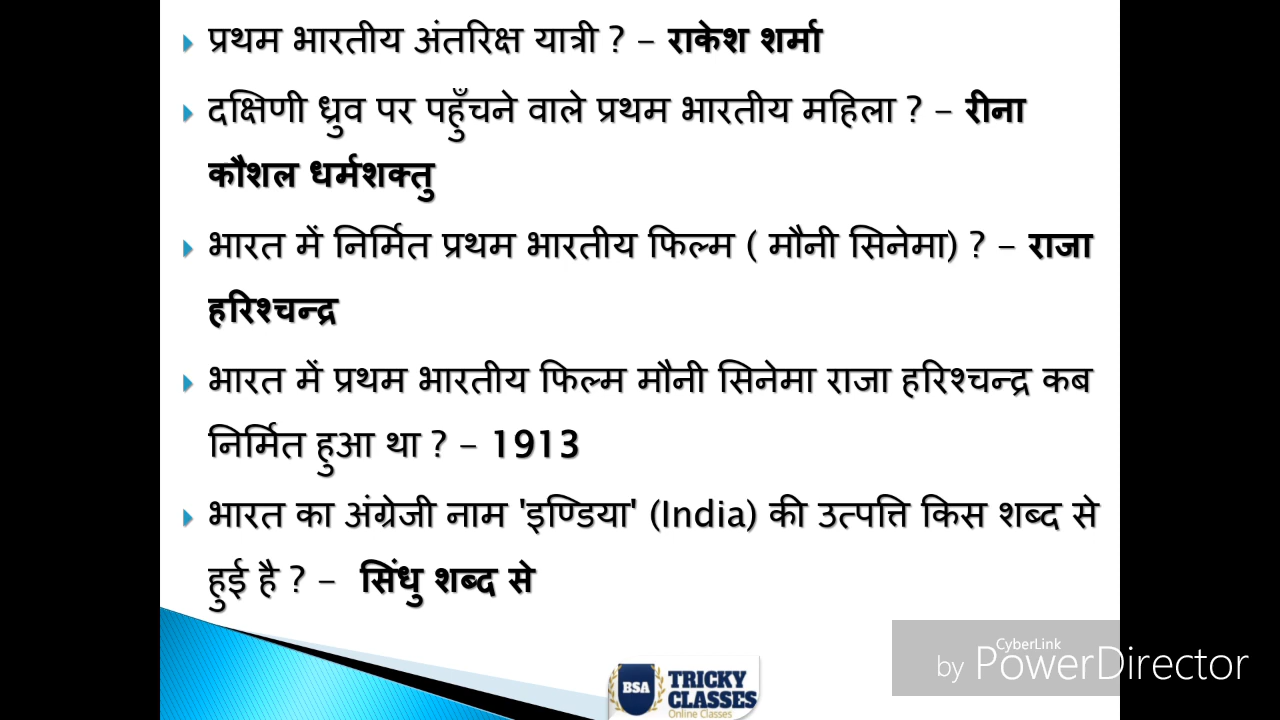 प्रथम भारतीय अंतरिक्ष यात्री ? – राकेश शर्मा
दक्षिणी ध्रुव पर पहुँचने वाले प्रथम भारतीय महिला ? – रीना
कौशल धर्मशक्तु
भारत में निर्मित प्रथम भारतीय फिल्म ( मौनी सिनेमा) ? – राजा
हरिश्चन्द्र
भारत में प्रथम भारतीय फिल्म मौनी सिनेमा राजा हरिश्चन्द्र कब
निर्मित हुआ था ? – 1913
भारत का अंग्रेजी नाम 'इण्डिया' (India) की उत्पत्ति किस शब्द से
हुई है ? – सिंधु शब्द से
BSA TRICKY
CLASSES
Online Classes
CyberLink
by PowerDirector